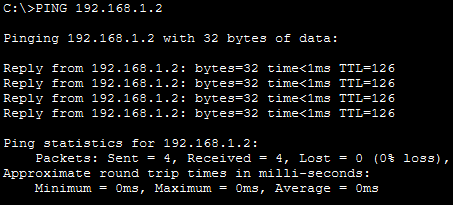 C:\>PING 192.168.1.2
Pinging 192.168.1.2 with 32 bytes of data:
Reply from 192.168.1.2: bytes=32 time<1ms TTL=126
Reply from 192.168.1.2: bytes=32 time<1ms TTL=126
Reply from 192.168.1.2: bytes=32 time<1ms TTL=126
Reply from 192.168.1.2: bytes=32 time<1ms TTL=126
Ping statistics for 192.168.1.2:
    Packets: Sent = 4, Received = 4, Lost = 0 (0% loss),
Approximate round trip times in milli-seconds:
    Minimum = 0ms, Maximum = 0ms, Average = 0ms